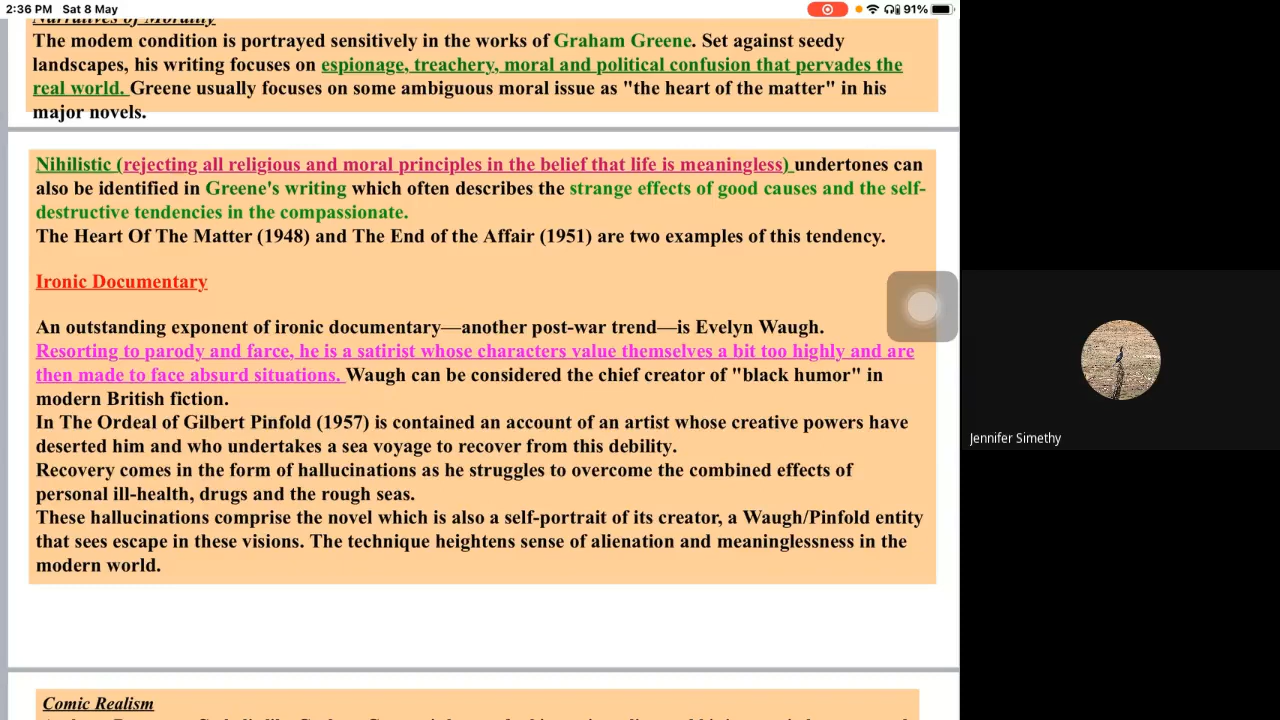 2:36 PM Sat 8 May
91%
Narratives of Morality
The modem condition is portrayed sensitively in the works of Graham Greene. Set against seedy
landscapes, his writing focuses on espionage, treachery, moral and political confusion that pervades the
real world. Greene usually focuses on some ambiguous moral issue as "the heart of the matter" in his
major novels.
Nihilistic (rejecting all religious and moral principles in the belief that life is meaningless) undertones can
also be identified in Greene's writing which often describes the strange effects of good causes and the self-
destructive tendencies in the compassionate.
The Heart Of The Matter (1948) and The End of the Affair (1951) are two examples of this tendency.
Ironic Documentary
An outstanding exponent of ironic documentary—another post-war trend—is Evelyn Waugh.
Resorting to parody and farce, he is a satirist whose characters value themselves a bit too highly and are
then made to face absurd situations. Waugh can be considered the chief creator of "black humor" in
modern British fiction.
In The Ordeal of Gilbert Pinfold (1957) is contained an account of an artist whose creative powers have
deserted him and who undertakes a sea voyage to recover from this debility.
Recovery comes in the form of hallucinations as he struggles to overcome the combined effects of
personal ill-health, drugs and the rough seas.
These hallucinations comprise the novel which is also a self-portrait of its creator, a Waugh/Pinfold entity
that sees escape in these visions. The technique heightens sense of alienation and meaninglessness in the
modern world.
Jennifer Simethy
Comic Realism